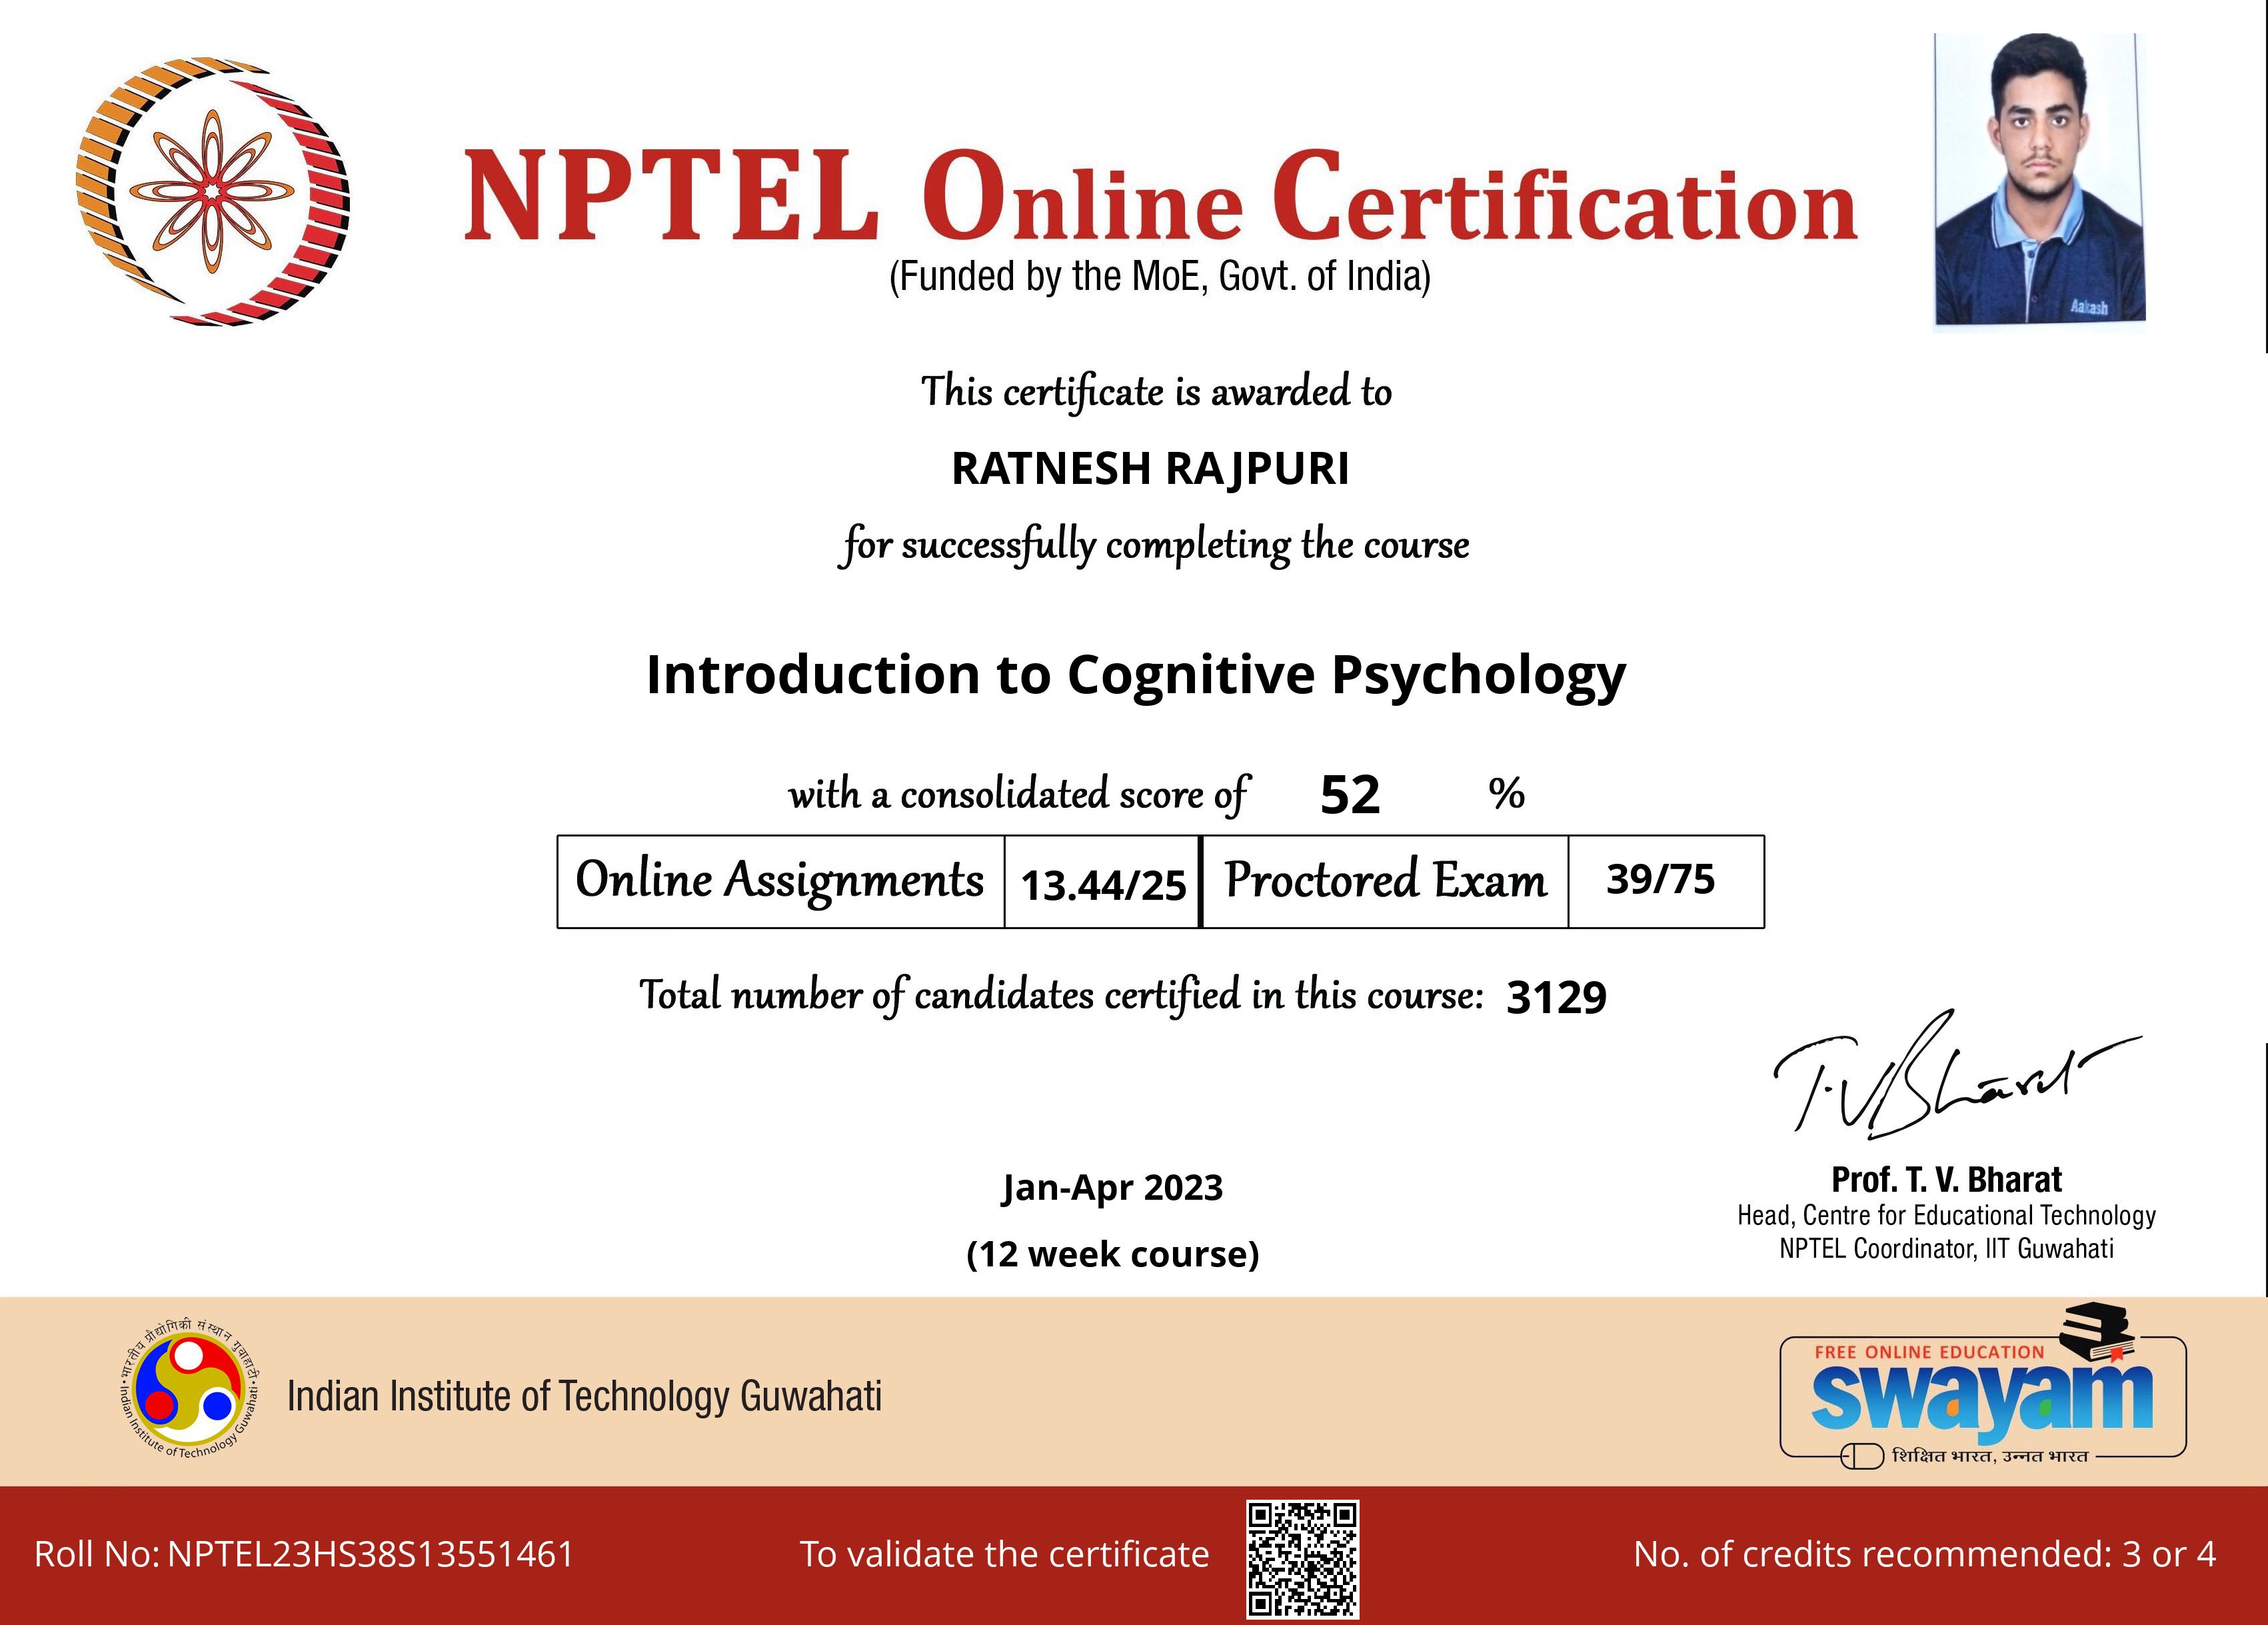 NPTEL Online Certification
(Funded by the MoE, Govt. of India)
Aakash
This certificate is awarded to
RATNESH RAJPURI
for successfully completing the course
Introduction to Cognitive Psychology
with a consolidated score of 52 %
Online Assignments 13.44/25 Proctored Exam 39/75
Total number of candidates certified in this course: 3129
T.V.Bharat
Jan-Apr 2023
(12 week course)
Prof. T. V. Bharat
Head, Centre for Educational Technology
NPTEL Coordinator, IIT Guwahati
भारतीय प्रौद्योगिकी संस्थान गुवाहाटी
Indian Institute of Technology Guwahati
Indian Institute of Technology Guwahati
FREE ONLINE EDUCATION
swayam
शिक्षित भारत, उन्नत भारत
Roll No: NPTEL23HS38S13551461
To validate the certificate
No. of credits recommended: 3 or 4